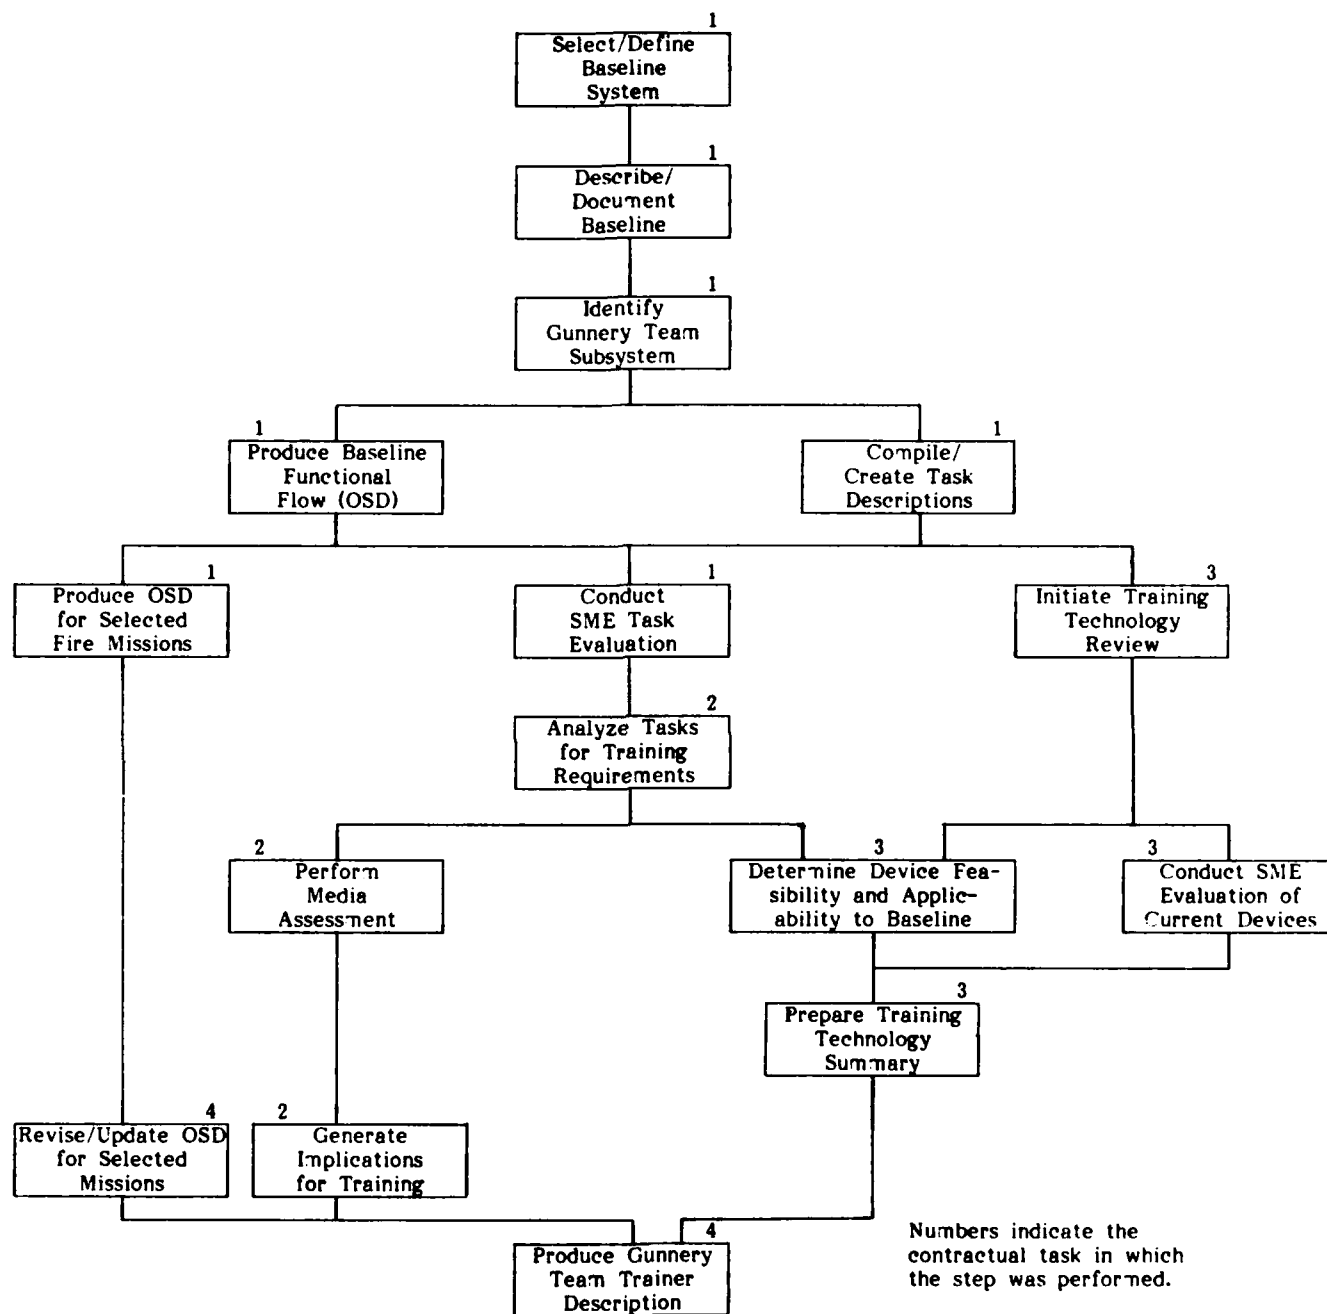 1
Select/Define
Baseline
System
1
Describe/
Document
Baseline
1
Identify
Gunnery Team
Subsystem
1
Produce Baseline
Functional
Flow (OSD)
1
Compile/
Create Task
Descriptions
1
Produce OSD
for Selected
Fire Missions
1
Conduct
SME Task
Evaluation
3
Initiate Training
Technology
Review
2
Analyze Tasks
for Training
Requirements
2
Perform
Media
Assessment
3
Determine Device Fea-
sibility and Applic-
ability to Baseline
3
Conduct SME
Evaluation of
Current Devices
3
Prepare Training
Technology
Summary
4
Revise/Update OSD
for Selected
Missions
2
Generate
Implications
for Training
4
Produce Gunnery
Team Trainer
Description
Numbers indicate the
contractual task in which
the step was performed.